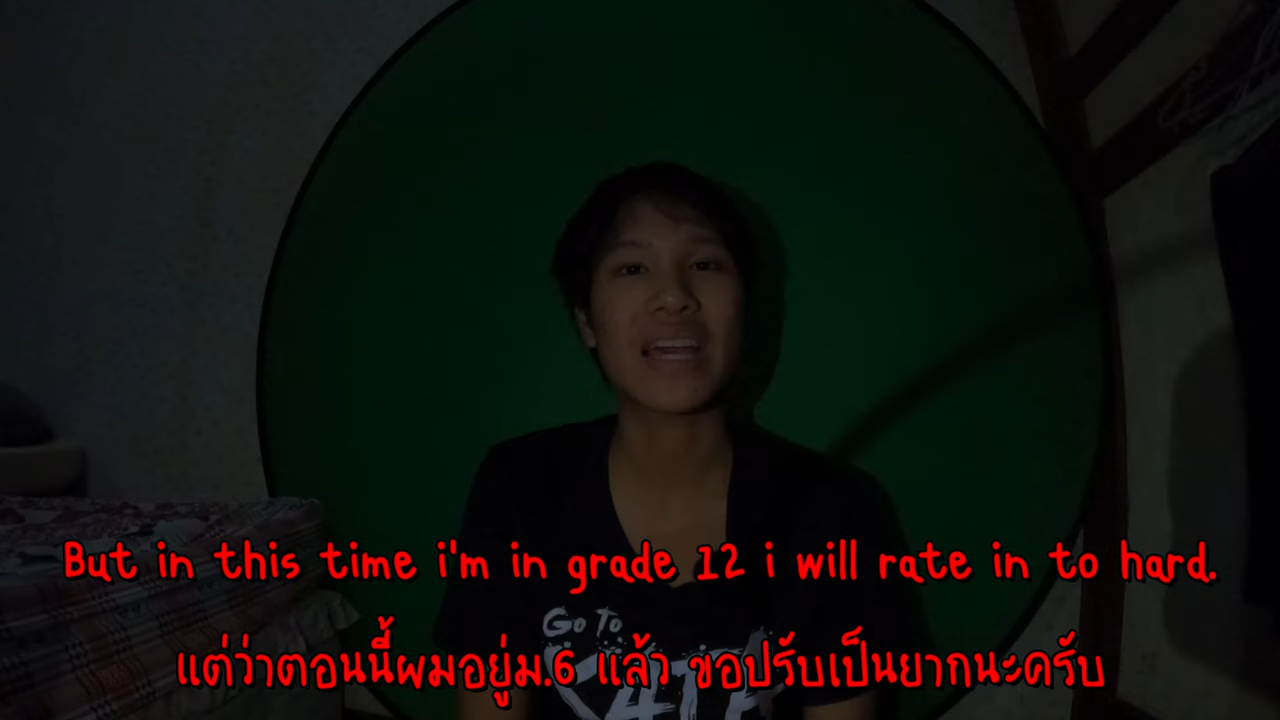 But in this time i'm in grade 12 i will rate in to hard.
แต่ว่าตอนนี้ผมอยู่ม.6 แล้ว ขอปรับเป็นยากนะครับ
Go To